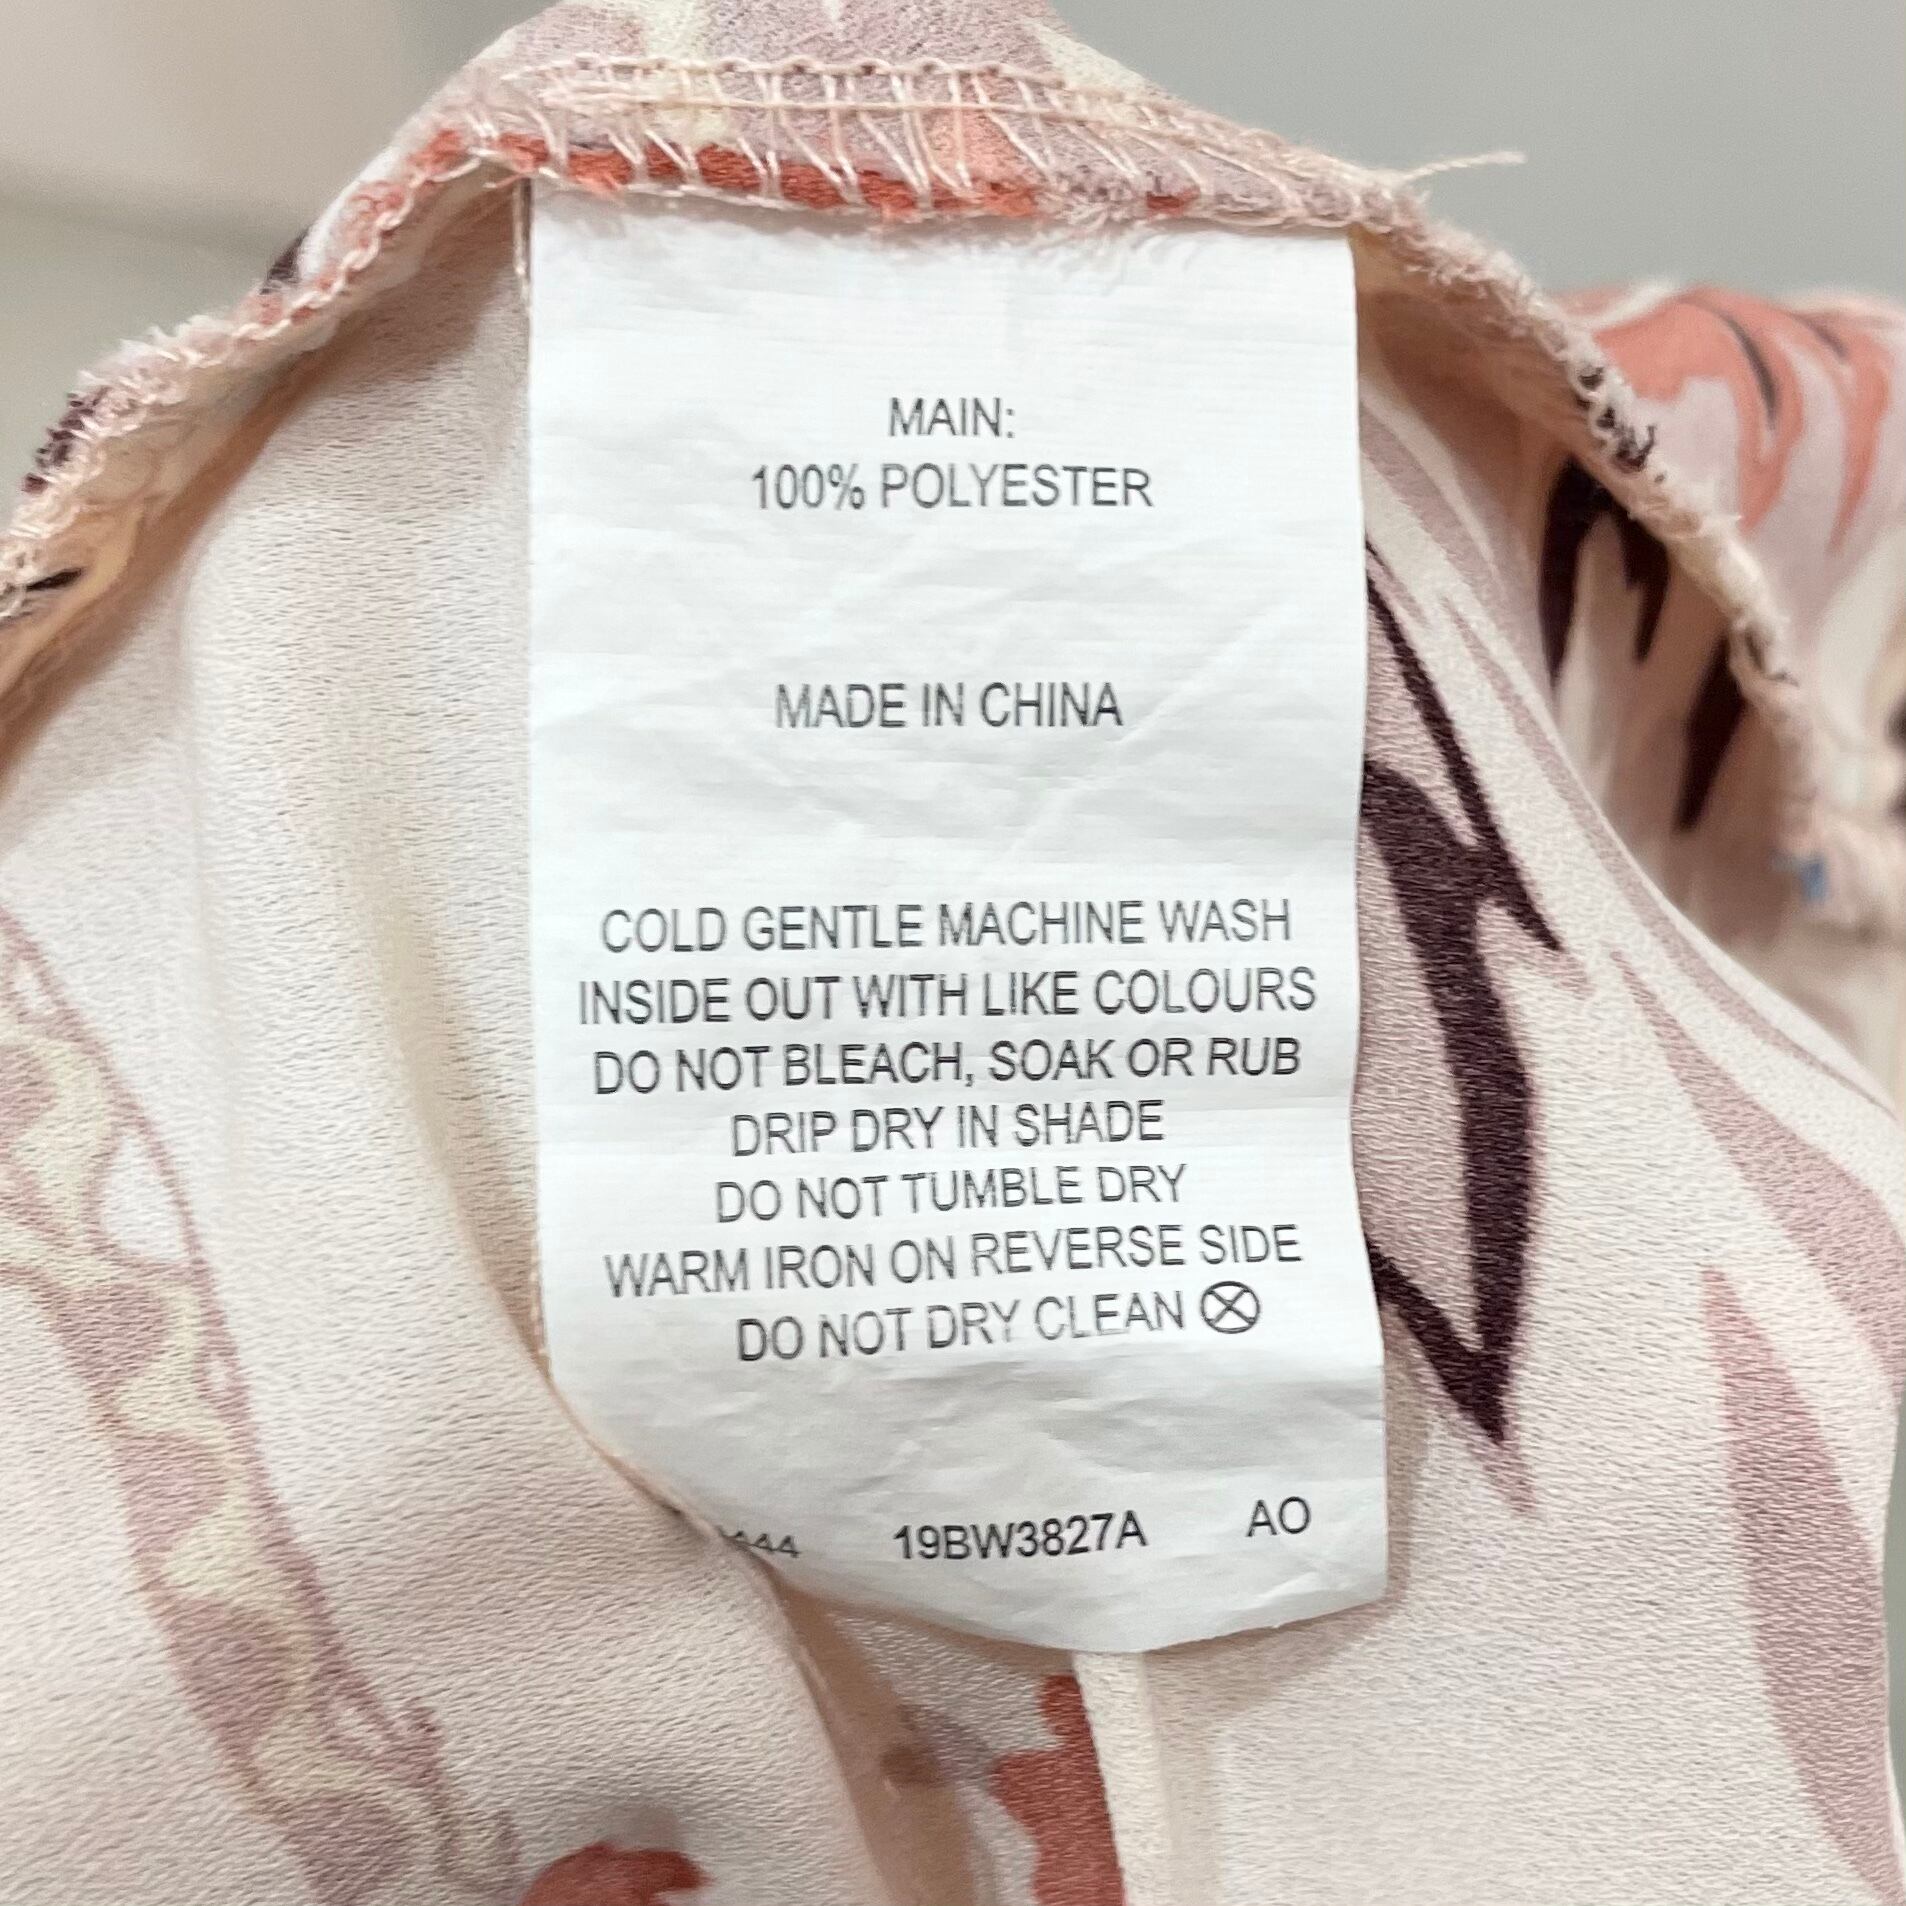 MAIN:
100% POLYESTER
MADE IN CHINA
COLD GENTLE MACHINE WASH
INSIDE OUT WITH LIKE COLOURS
DO NOT BLEACH, SOAK OR RUB
DRIP DRY IN SHADE
DO NOT TUMBLE DRY
WARM IRON ON REVERSE SIDE
DO NOT DRY CLEAN
19BW3827A AO